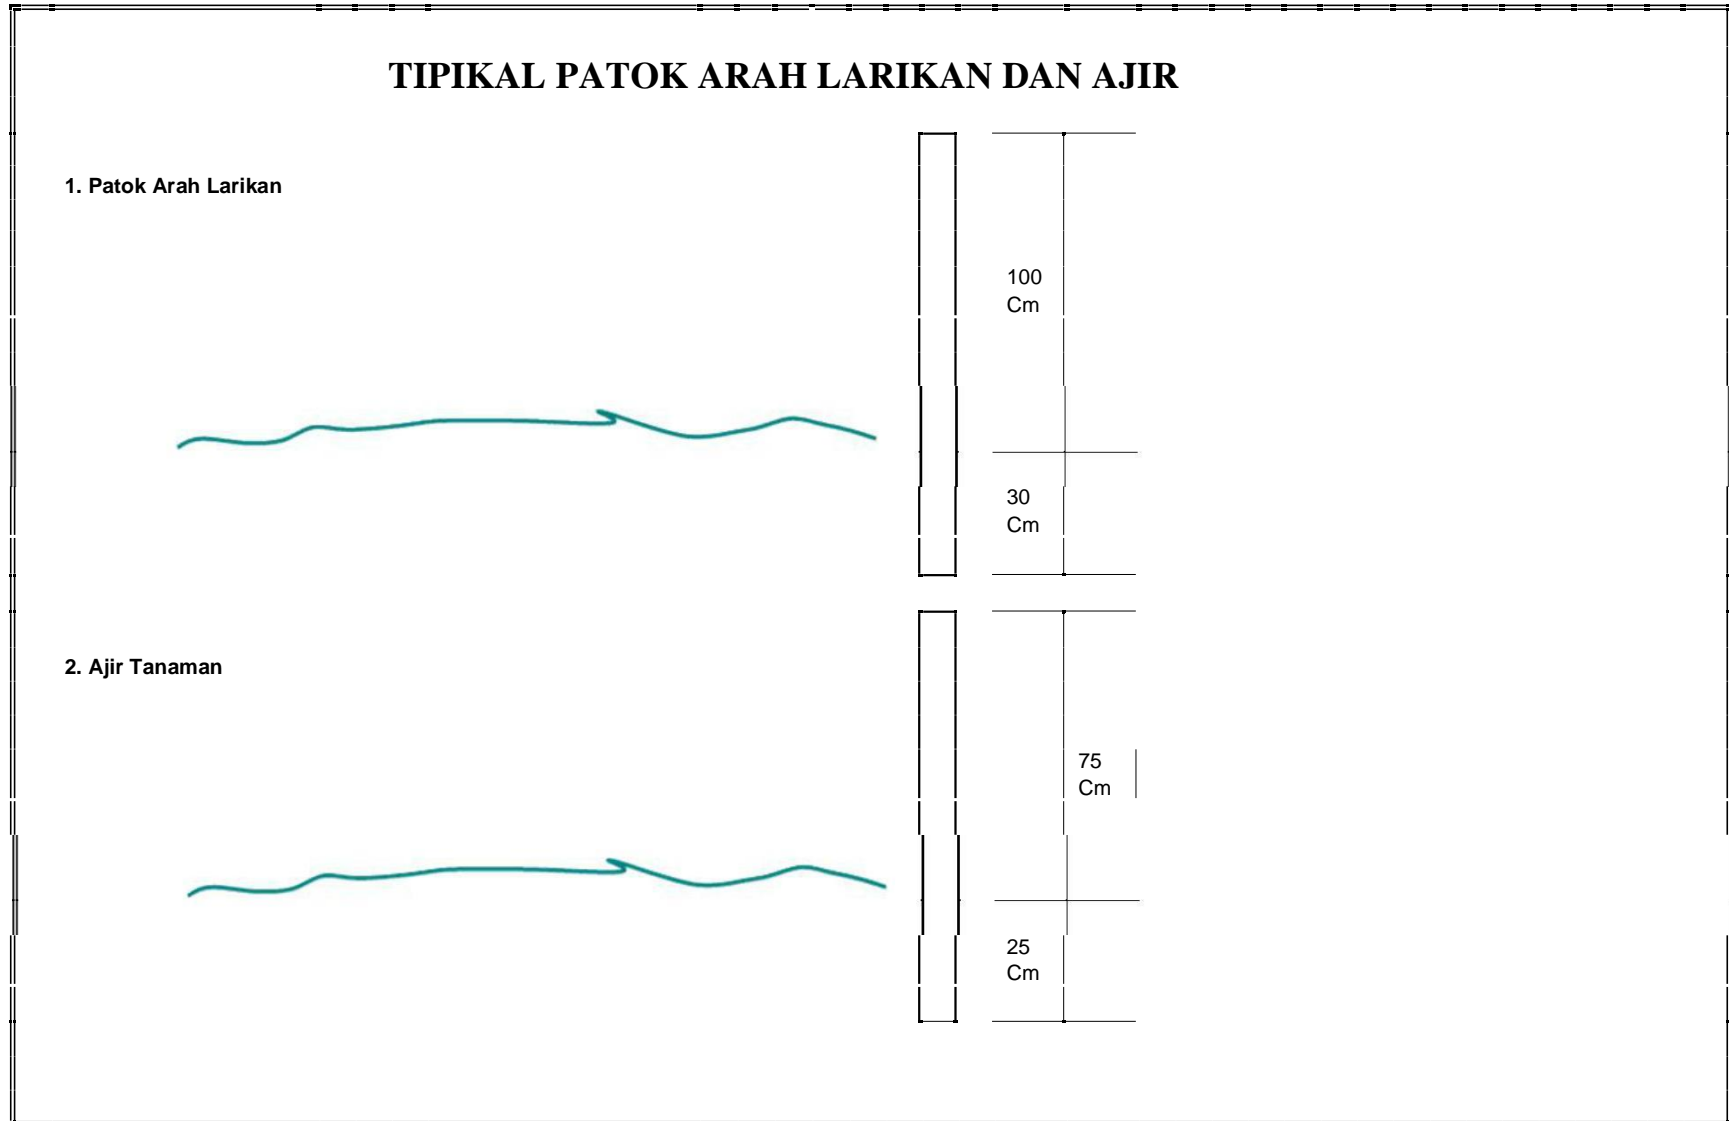 TIPIKAL PATOK ARAH LARIKAN DAN AJIR
1. Patok Arah Larikan
100
Cm
30
Cm
2. Ajir Tanaman
75
Cm
25
Cm